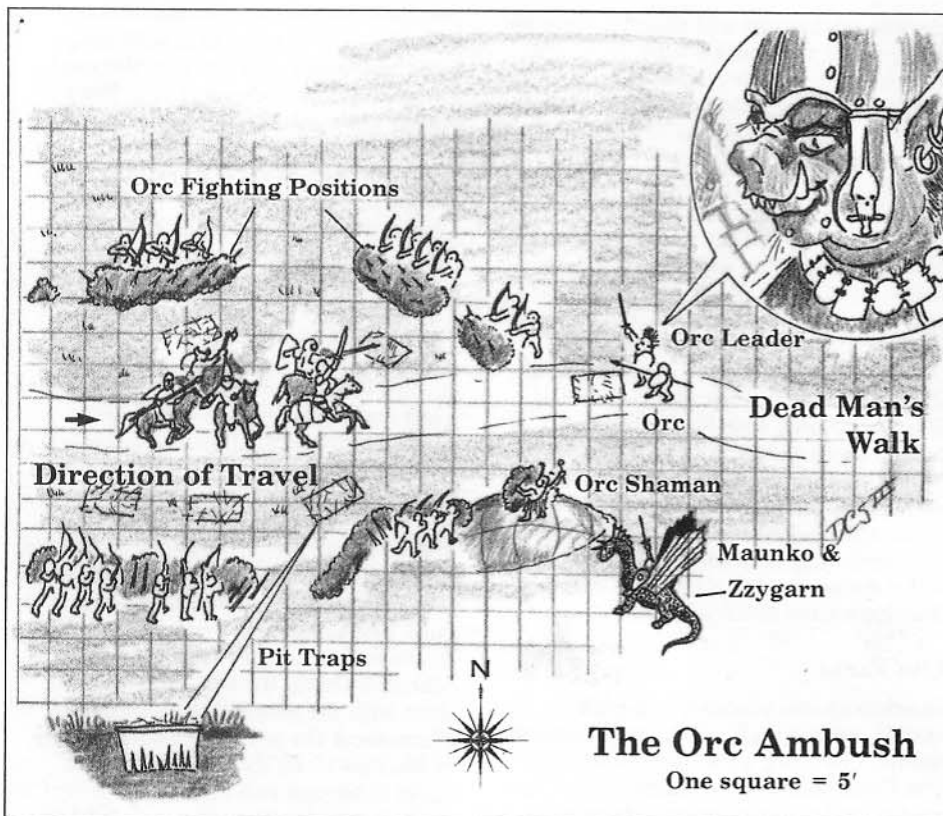 Orc Fighting Positions
Orc Leader
Orc
Dead Man's
Walk
Direction of Travel
Orc Shaman
Maunko &
Zzygarn
Pit Traps
N
The Orc Ambush
One square = 5'